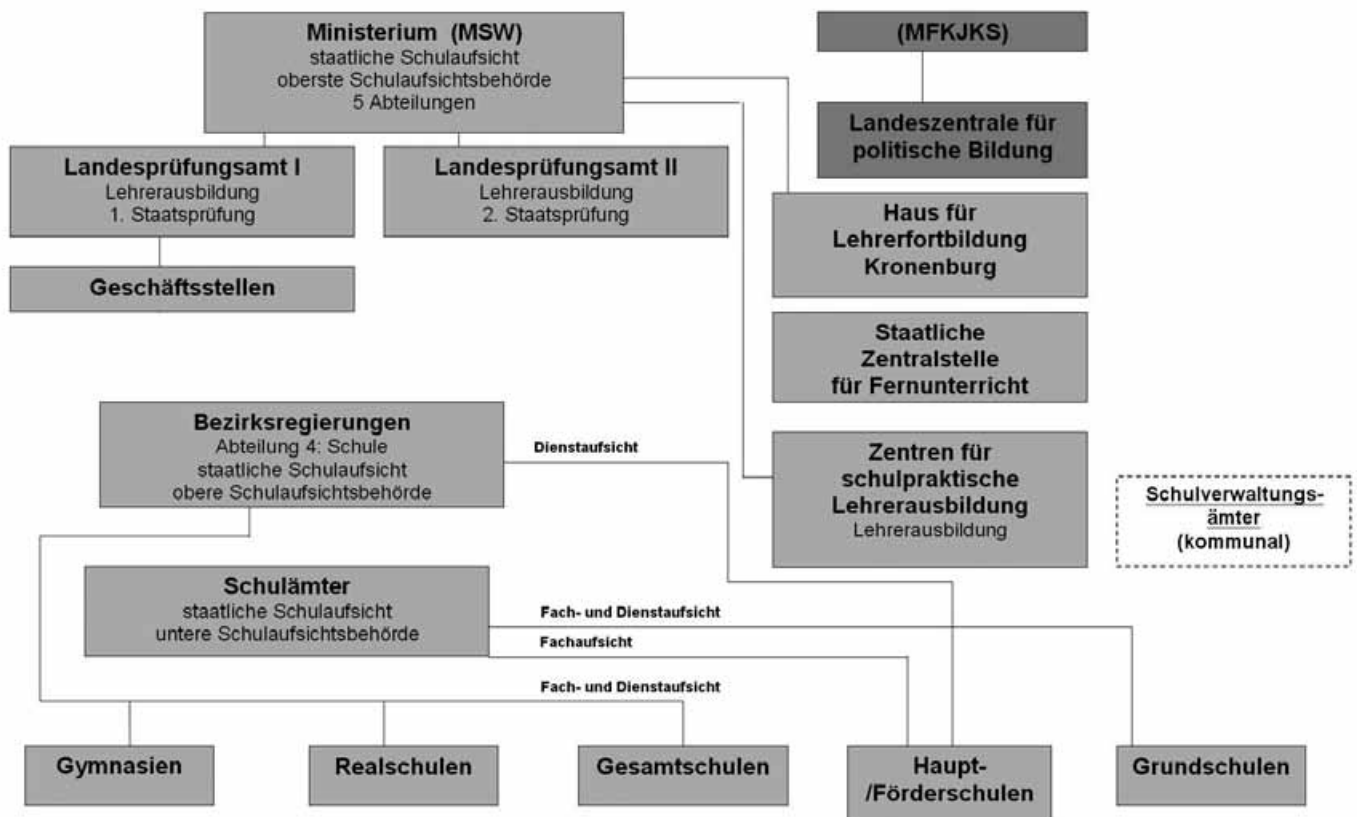 Ministerium (MSW)
staatliche Schulaufsicht
oberste Schulaufsichtsbehörde
5 Abteilungen
(MFKJKS)
Landeszentrale für
politische Bildung
Landesprüfungsamt I
Lehrerausbildung
1. Staatsprüfung
Landesprüfungsamt II
Lehrerausbildung
2. Staatsprüfung
Geschäftsstellen
Haus für
Lehrerfortbildung
Kronenburg
Staatliche
Zentralstelle
für Fernunterricht
Bezirksregierungen
Abteilung 4: Schule
staatliche Schulaufsicht
obere Schulaufsichtsbehörde
Dienstaufsicht
Zentren für
schulpraktische
Lehrerausbildung
Lehrerausbildung
Schulverwaltungs-
ämter
(kommunal)
Schulämter
staatliche Schulaufsicht
untere Schulaufsichtsbehörde
Fach- und Dienstaufsicht
Fachaufsicht
Fach- und Dienstaufsicht
Gymnasien
Realschulen
Gesamtschulen
Haupt-
/Förderschulen
Grundschulen